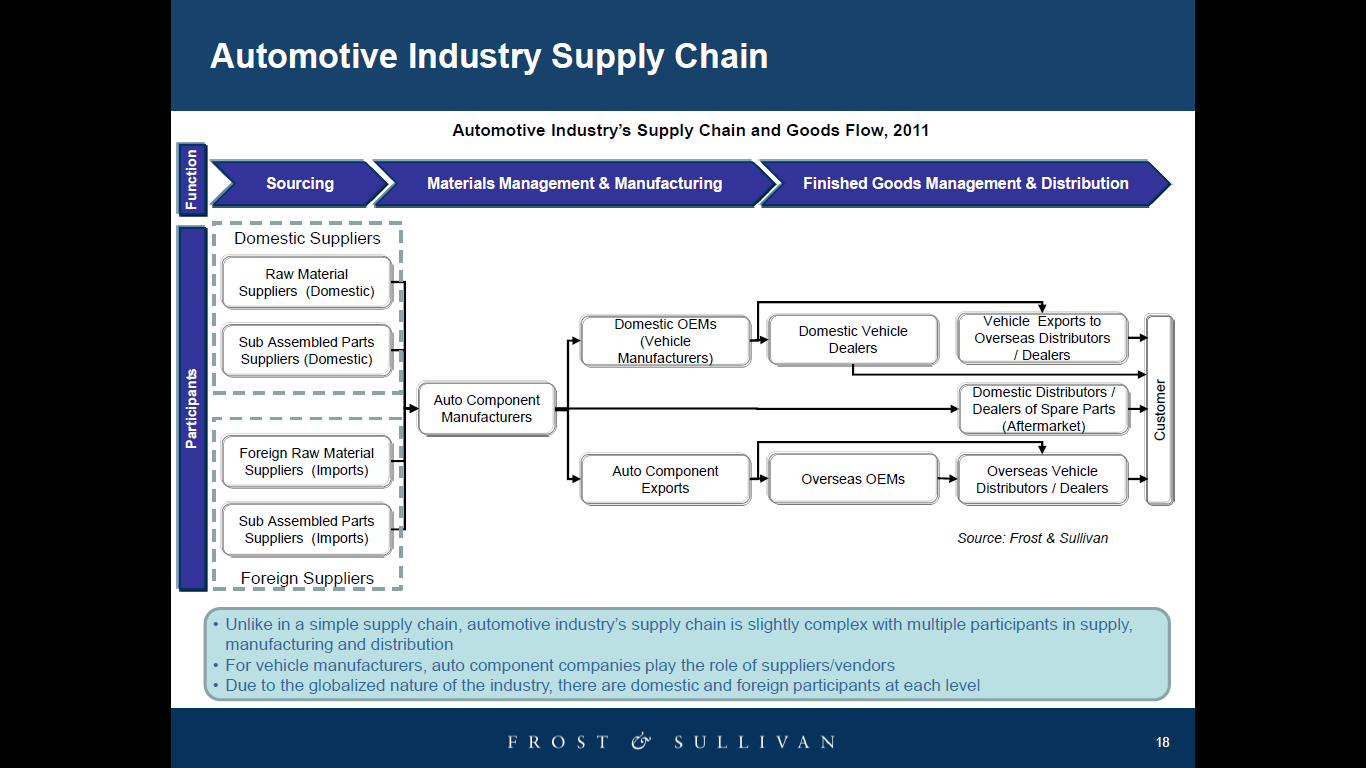 Automotive Industry Supply Chain
Automotive Industry’s Supply Chain and Goods Flow, 2011
Function
Sourcing
Materials Management & Manufacturing
Finished Goods Management & Distribution
Participants
Domestic Suppliers
Raw Material
Suppliers (Domestic)
Sub Assembled Parts
Suppliers (Domestic)
Foreign Raw Material
Suppliers (Imports)
Sub Assembled Parts
Suppliers (Imports)
Foreign Suppliers
Auto Component
Manufacturers
Domestic OEMs
(Vehicle
Manufacturers)
Domestic Vehicle
Dealers
Vehicle Exports to
Overseas Distributors
/ Dealers
Domestic Distributors /
Dealers of Spare Parts
(Aftermarket)
Auto Component
Exports
Overseas OEMs
Overseas Vehicle
Distributors / Dealers
Customer
Source: Frost & Sullivan
• Unlike in a simple supply chain, automotive industry’s supply chain is slightly complex with multiple participants in supply,
manufacturing and distribution
• For vehicle manufacturers, auto component companies play the role of suppliers/vendors
• Due to the globalized nature of the industry, there are domestic and foreign participants at each level
FROST & SULLIVAN
18